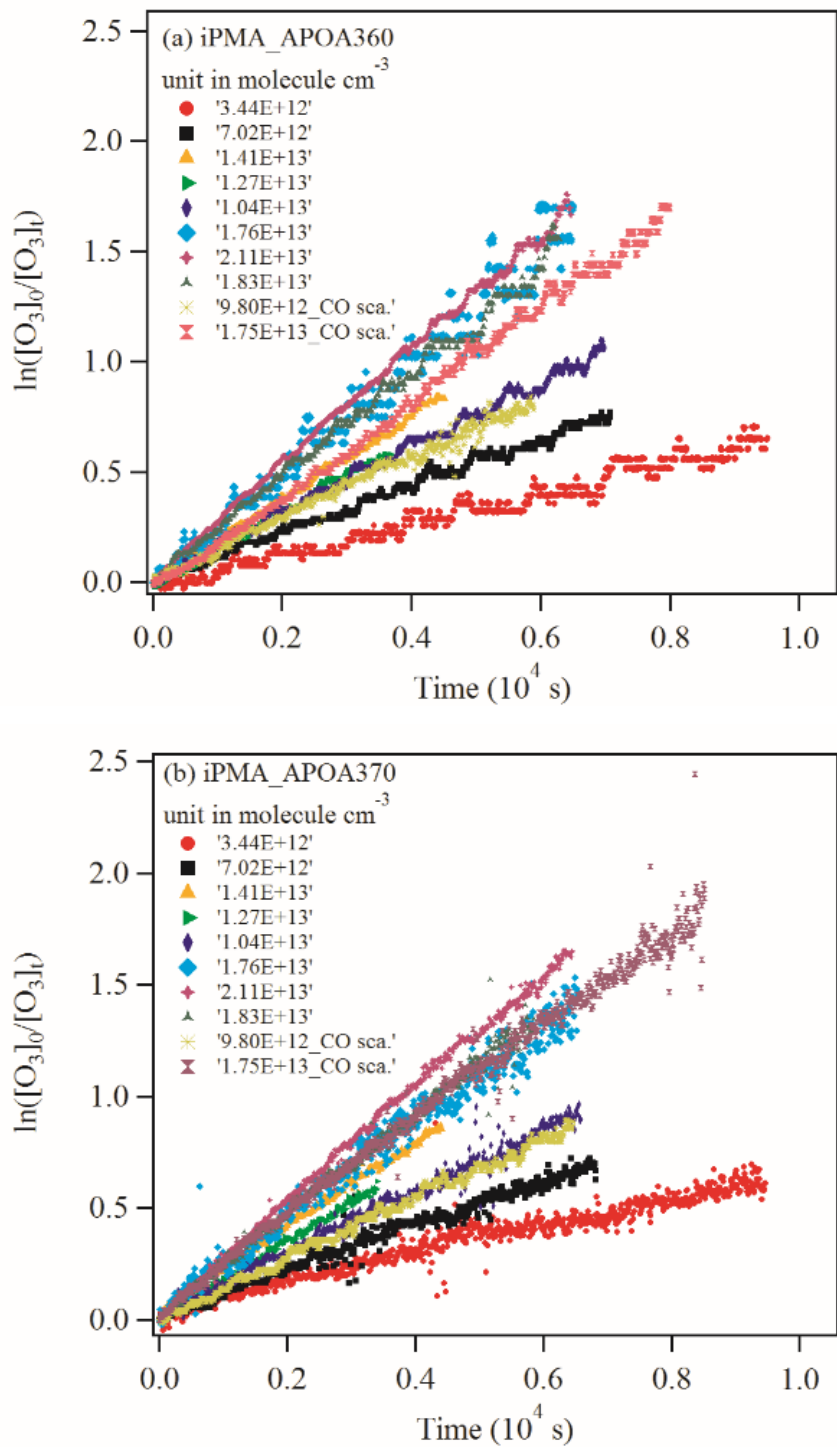 (a) iPMA_APOA360
unit in molecule cm⁻³
'3.44E+12'
'7.02E+12'
'1.41E+13'
'1.27E+13'
'1.04E+13'
'1.76E+13'
'2.11E+13'
'1.83E+13'
'9.80E+12_CO sca.'
'1.75E+13_CO sca.'
ln([O₃]₀/[O₃]ₜ)
2.5
2.0
1.5
1.0
0.5
0.0
0.0 0.2 0.4 0.6 0.8 1.0
Time (10⁴ s)
(b) iPMA_APOA370
unit in molecule cm⁻³
'3.44E+12'
'7.02E+12'
'1.41E+13'
'1.27E+13'
'1.04E+13'
'1.76E+13'
'2.11E+13'
'1.83E+13'
'9.80E+12_CO sca.'
'1.75E+13_CO sca.'
ln([O₃]₀/[O₃]ₜ)
2.5
2.0
1.5
1.0
0.5
0.0
0.0 0.2 0.4 0.6 0.8 1.0
Time (10⁴ s)